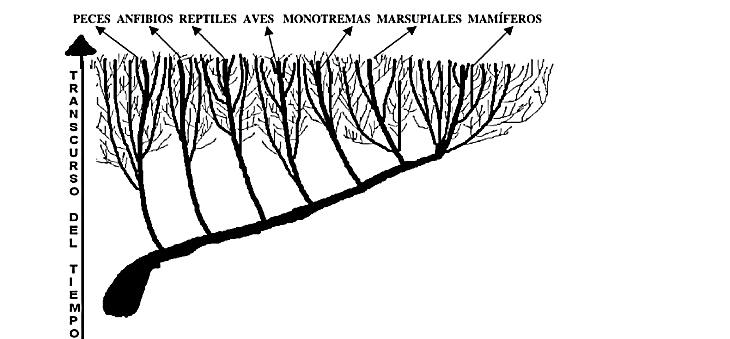 PECES ANFIBIOS REPTILES AVES MONOTREMAS MARSUPIALES MAMÍFEROS
TRANSCURSO DEL TIEMPO